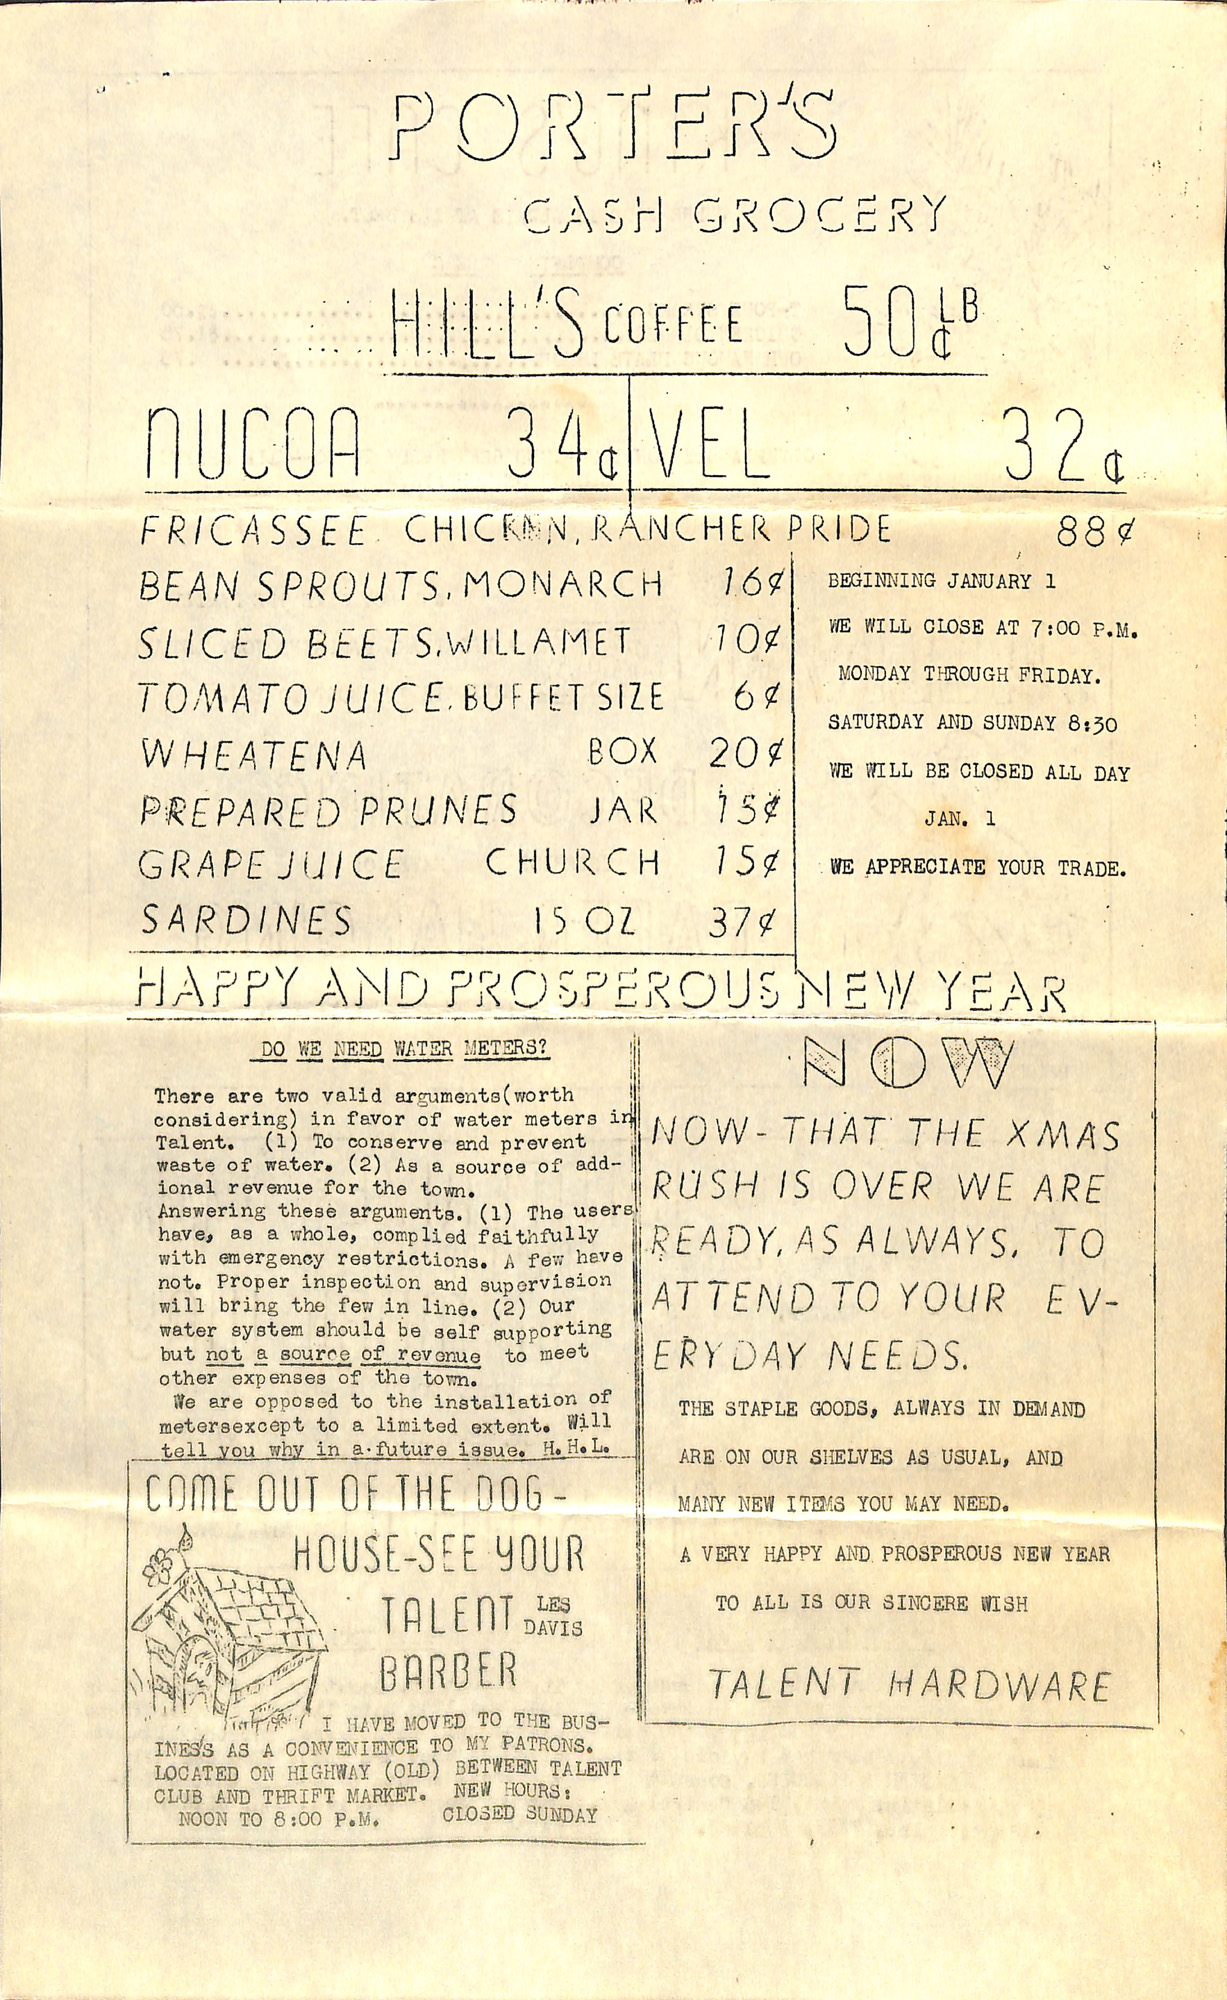 PORTER'S
CASH GROCERY
HILL'S COFFEE 50¢ LB
NUCOA 34¢
VEL 32¢
FRICASSEE CHICKEN, RANCHER PRIDE 88¢
BEAN SPROUTS, MONARCH 16¢
SLICED BEETS, WILLAMET 10¢
TOMATO JUICE, BUFFET SIZE 6¢
WHEATENA BOX 20¢
PREPARED PRUNES JAR 15¢
GRAPE JUICE CHURCH 15¢
SARDINES 15 OZ 37¢
BEGINNING JANUARY 1
WE WILL CLOSE AT 7:00 P.M.
MONDAY THROUGH FRIDAY.
SATURDAY AND SUNDAY 8:30
WE WILL BE CLOSED ALL DAY
JAN. 1
WE APPRECIATE YOUR TRADE.
HAPPY AND PROSPEROUS NEW YEAR
DO WE NEED WATER METERS?
There are two valid arguments(worth
considering) in favor of water meters in
Talent. (1) To conserve and prevent
waste of water. (2) As a source of add-
ional revenue for the town.
Answering these arguments. (1) The users
have, as a whole, complied faithfully
with emergency restrictions. A few have
not. Proper inspection and supervision
will bring the few in line. (2) Our
water system should be self supporting
but not a source of revenue to meet
other expenses of the town.
We are opposed to the installation of
metersexcept to a limited extent. Will
tell you why in a future issue. H.H.L.
COME OUT OF THE DOG-
HOUSE-SEE YOUR
TALENT LES
DAVIS
BARBER
I HAVE MOVED TO THE BUS-
INESS AS A CONVENIENCE TO MY PATRONS.
LOCATED ON HIGHWAY (OLD) BETWEEN TALENT
CLUB AND THRIFT MARKET. NEW HOURS:
NOON TO 8:00 P.M. CLOSED SUNDAY
NOW
NOW- THAT THE XMAS
RUSH IS OVER WE ARE
READY, AS ALWAYS, TO
ATTEND TO YOUR EV-
ERYDAY NEEDS.
THE STAPLE GOODS, ALWAYS IN DEMAND
ARE ON OUR SHELVES AS USUAL, AND
MANY NEW ITEMS YOU MAY NEED.
A VERY HAPPY AND PROSPEROUS NEW YEAR
TO ALL IS OUR SINCERE WISH
TALENT HARDWARE